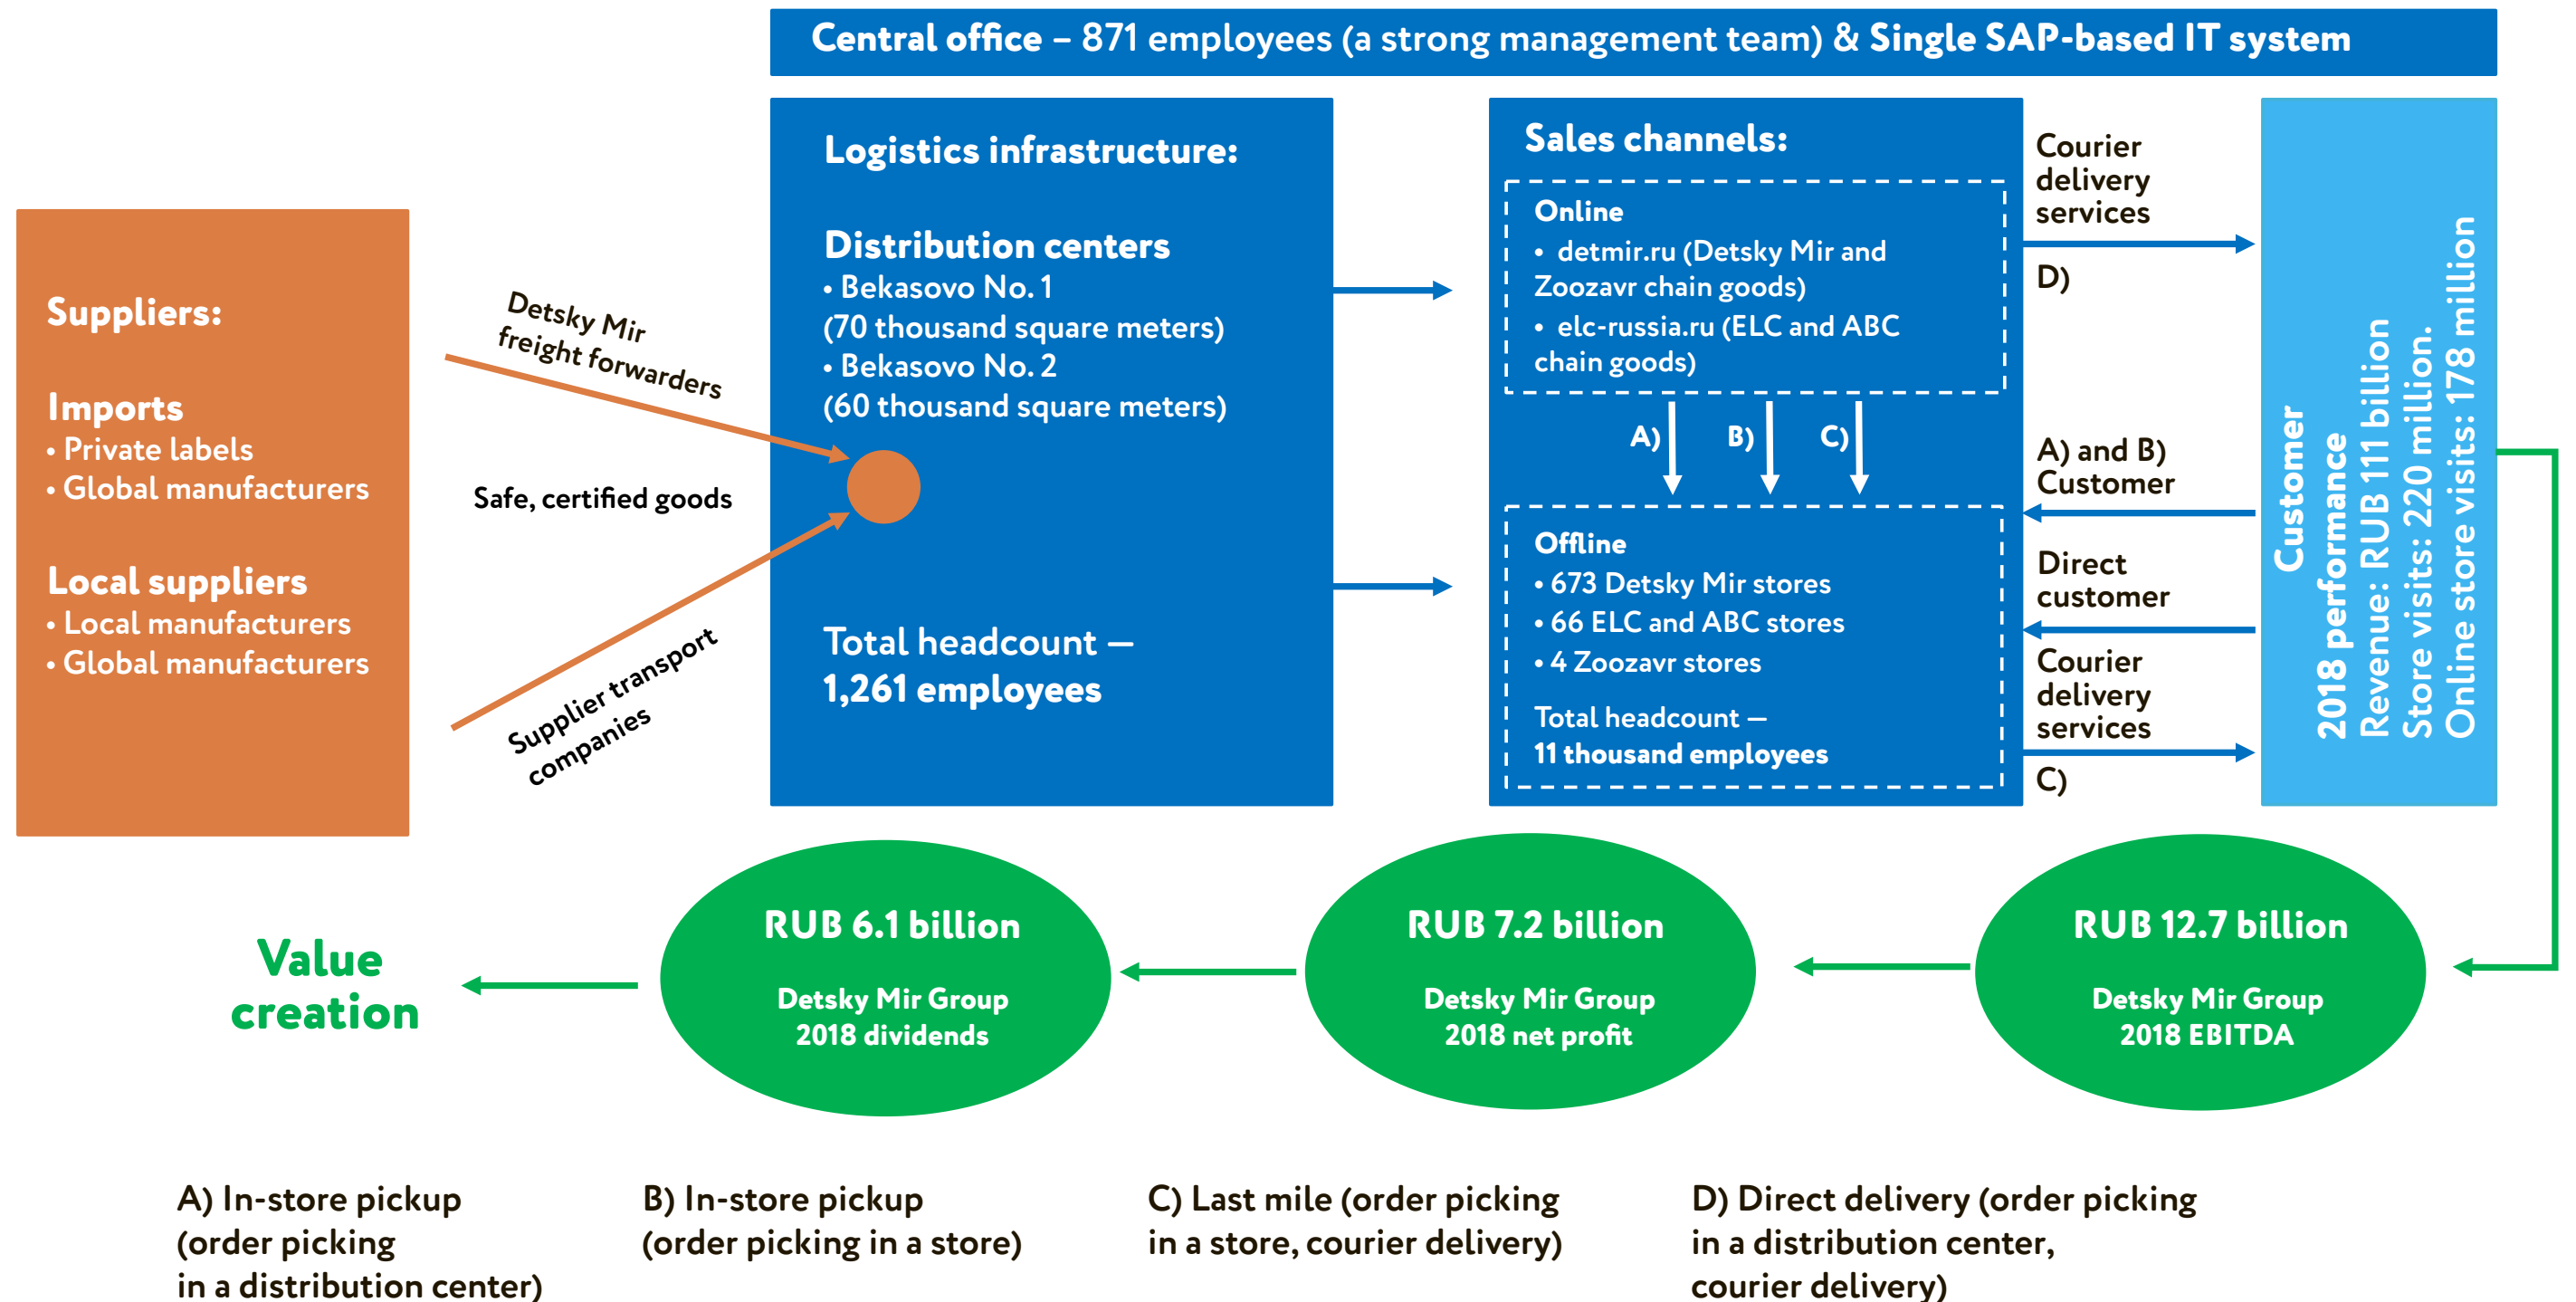 Central office – 871 employees (a strong management team) & Single SAP-based IT system
Suppliers:
Imports
• Private labels
• Global manufacturers
Local suppliers
• Local manufacturers
• Global manufacturers
Detsky Mir
freight forwarders
Safe, certified goods
Supplier transport
companies
Logistics infrastructure:
Distribution centers
• Bekasovo No. 1
(70 thousand square meters)
• Bekasovo No. 2
(60 thousand square meters)
Total headcount —
1,261 employees
Sales channels:
Online
• detmir.ru (Detsky Mir and
Zoozavr chain goods)
• elc-russia.ru (ELC and ABC
chain goods)
A)
B)
C)
Offline
• 673 Detsky Mir stores
• 66 ELC and ABC stores
• 4 Zoozavr stores
Total headcount —
11 thousand employees
Courier
delivery
services
D)
A) and B)
Customer
Direct
customer
Courier
delivery
services
C)
Customer
2018 performance
Revenue: RUB 111 billion
Store visits: 220 million.
Online store visits: 178 million
Value
creation
RUB 6.1 billion
Detsky Mir Group
2018 dividends
RUB 7.2 billion
Detsky Mir Group
2018 net profit
RUB 12.7 billion
Detsky Mir Group
2018 EBITDA
A) In-store pickup
(order picking
in a distribution center)
B) In-store pickup
(order picking in a store)
C) Last mile (order picking
in a store, courier delivery)
D) Direct delivery (order picking
in a distribution center,
courier delivery)